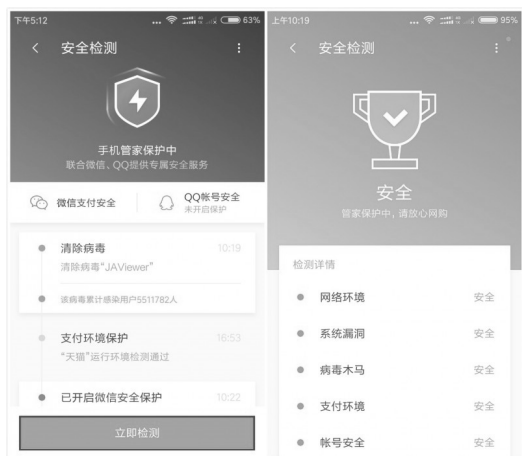 下午5:12
63%
安全检测
手机管家保护中
联合微信、QQ提供专属安全服务
微信支付安全
QQ帐号安全
未开启保护
清除病毒 10:19
清除病毒“JAViewer”
该病毒累计感染用户5511782人
支付环境保护 16:53
“天猫”运行环境检测通过
已开启微信安全保护 10:22
立即检测
上午10:19
95%
安全检测
安全
管家保护中，请放心网购
检测详情
网络环境 安全
系统漏洞 安全
病毒木马 安全
支付环境 安全
帐号安全 安全